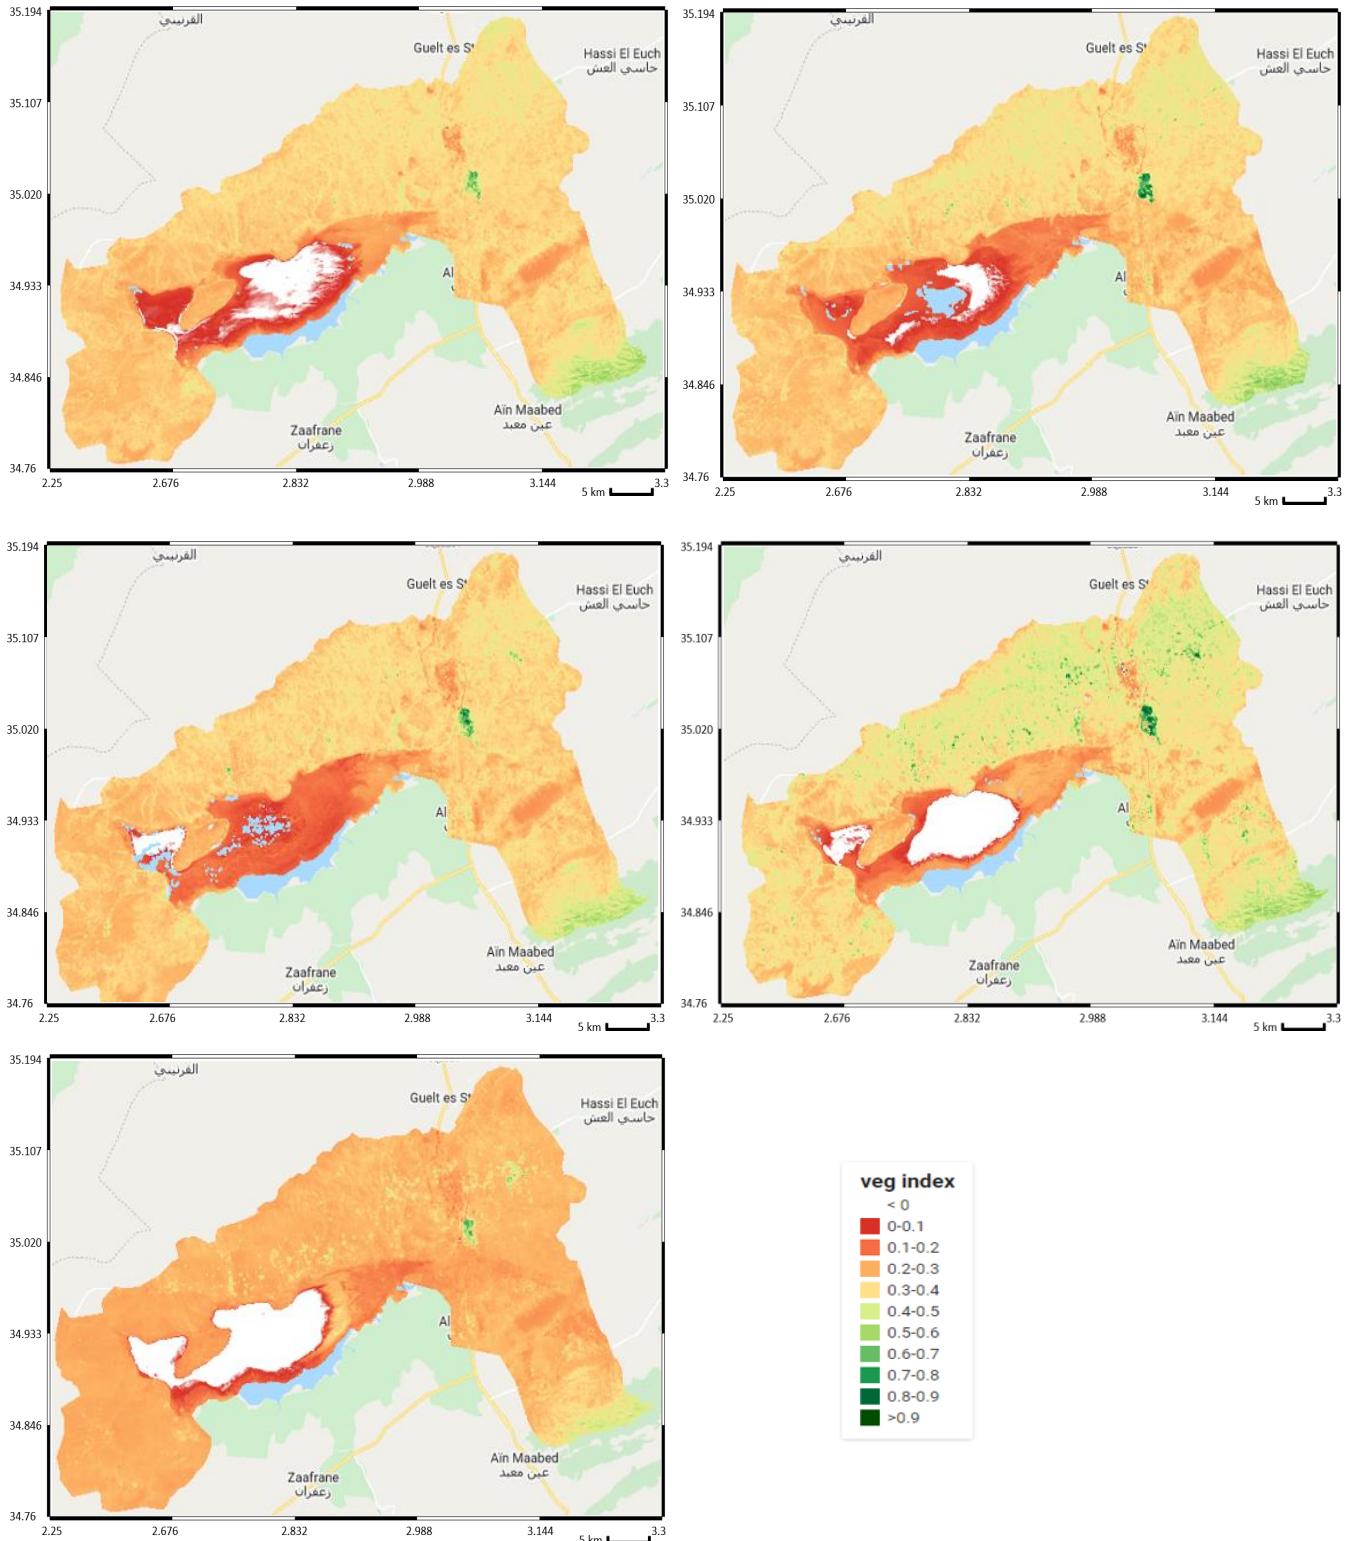 35.194
35.107
35.020
34.933
34.846
34.76
القرنيني
Guelt es St
Hassi El Euch
حاسي العش
Al
Aïn Maabed
عين معبد
Zaafrane
زعفران
2.25
2.676
2.832
2.988
3.144
3.3
5 km
35.194
35.107
35.020
34.933
34.846
34.76
القرنيني
Guelt es St
Hassi El Euch
حاسي العش
Al
Aïn Maabed
عين معبد
Zaafrane
زعفران
2.25
2.676
2.832
2.988
3.144
3.3
5 km
35.194
35.107
35.020
34.933
34.846
34.76
القرنيني
Guelt es St
Hassi El Euch
حاسي العش
Al
Aïn Maabed
عين معبد
Zaafrane
زعفران
2.25
2.676
2.832
2.988
3.144
3.3
5 km
35.194
35.107
35.020
34.933
34.846
34.76
القرنيني
Guelt es St
Hassi El Euch
حاسي العش
Al
Aïn Maabed
عين معبد
Zaafrane
زعفران
2.25
2.676
2.832
2.988
3.144
3.3
5 km
35.194
35.107
35.020
34.933
34.846
34.76
القرنيني
Guelt es St
Hassi El Euch
حاسي العش
Al
Aïn Maabed
عين معبد
Zaafrane
زعفران
2.25
2.676
2.832
2.988
3.144
3.3
5 km
veg index
< 0
0-0.1
0.1-0.2
0.2-0.3
0.3-0.4
0.4-0.5
0.5-0.6
0.6-0.7
0.7-0.8
0.8-0.9
>0.9